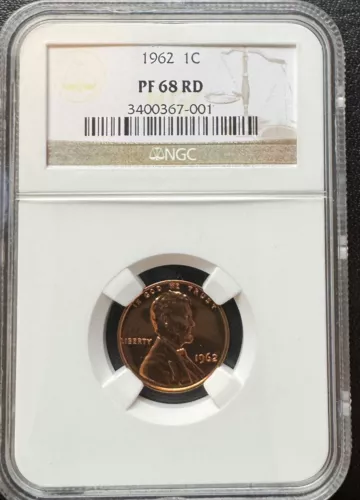 1962 1C
PF 68 RD
3400367-001
NGC
IN GOD WE TRUST
LIBERTY
1962